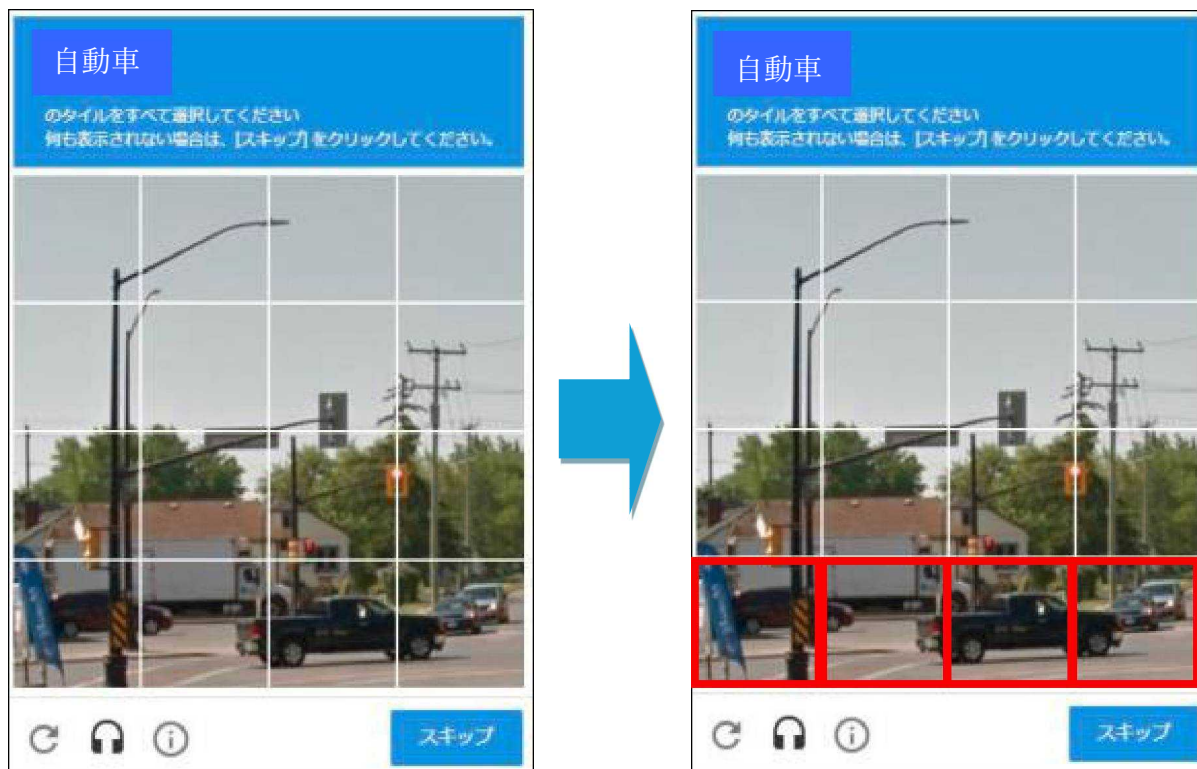 自動車
のタイルをすべて選択してください
何も表示されない場合は、[スキップ] をクリックしてください。
スキップ
自動車
のタイルをすべて選択してください
何も表示されない場合は、[スキップ] をクリックしてください。
スキップ